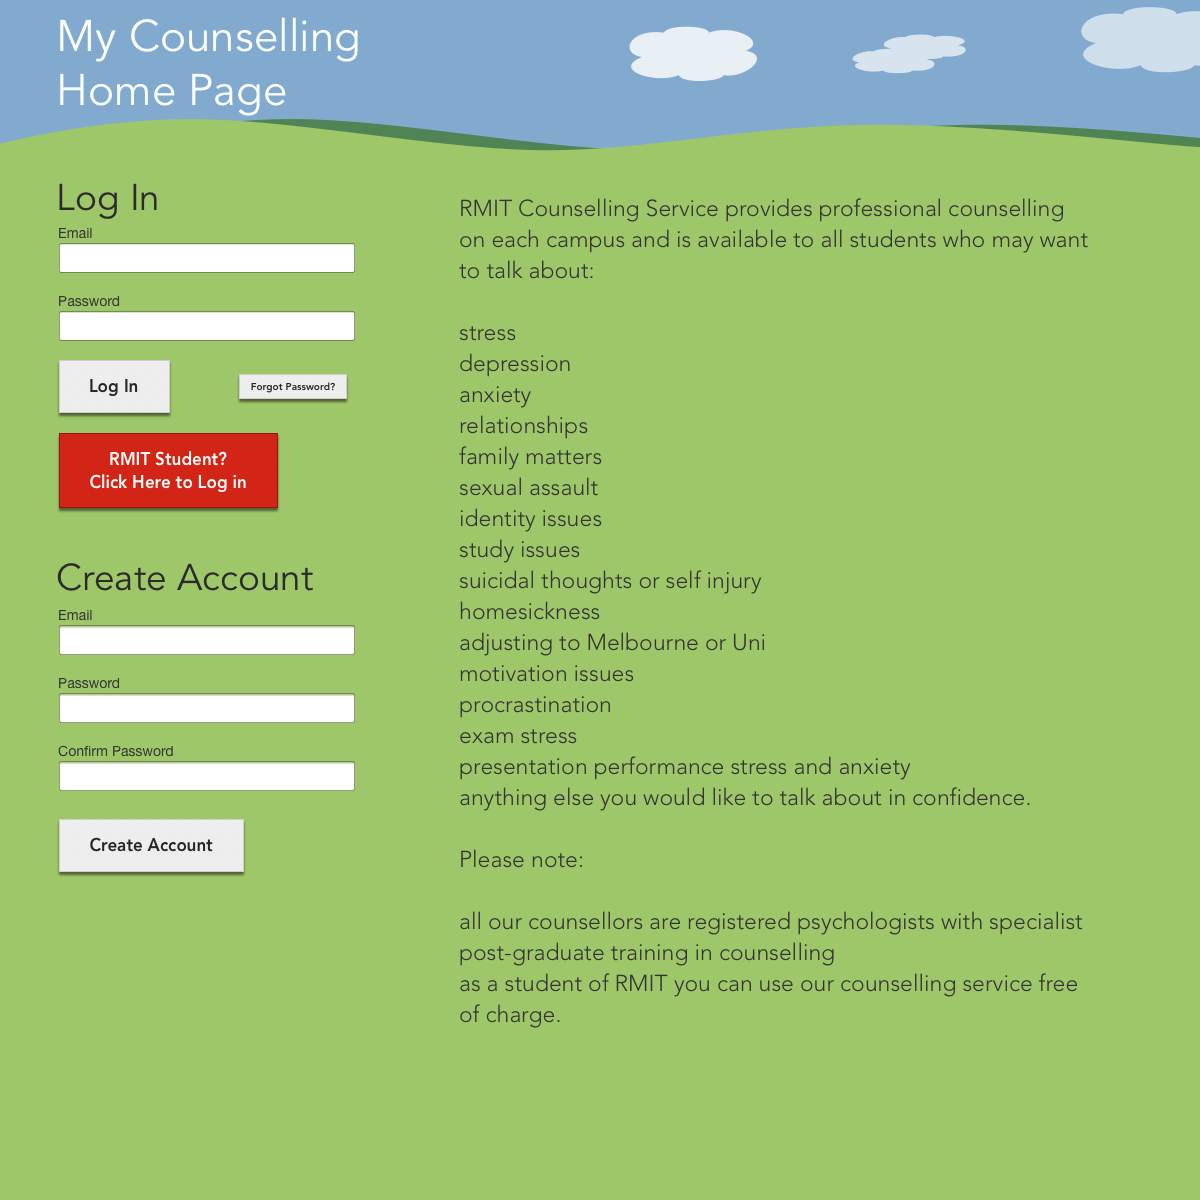 My Counselling
Home Page
Log In
Email
Password
Log In
Forgot Password?
RMIT Student?
Click Here to Log in
Create Account
Email
Password
Confirm Password
Create Account
RMIT Counselling Service provides professional counselling
on each campus and is available to all students who may want
to talk about:
stress
depression
anxiety
relationships
family matters
sexual assault
identity issues
study issues
suicidal thoughts or self injury
homesickness
adjusting to Melbourne or Uni
motivation issues
procrastination
exam stress
presentation performance stress and anxiety
anything else you would like to talk about in confidence.
Please note:
all our counsellors are registered psychologists with specialist
post-graduate training in counselling
as a student of RMIT you can use our counselling service free
of charge.